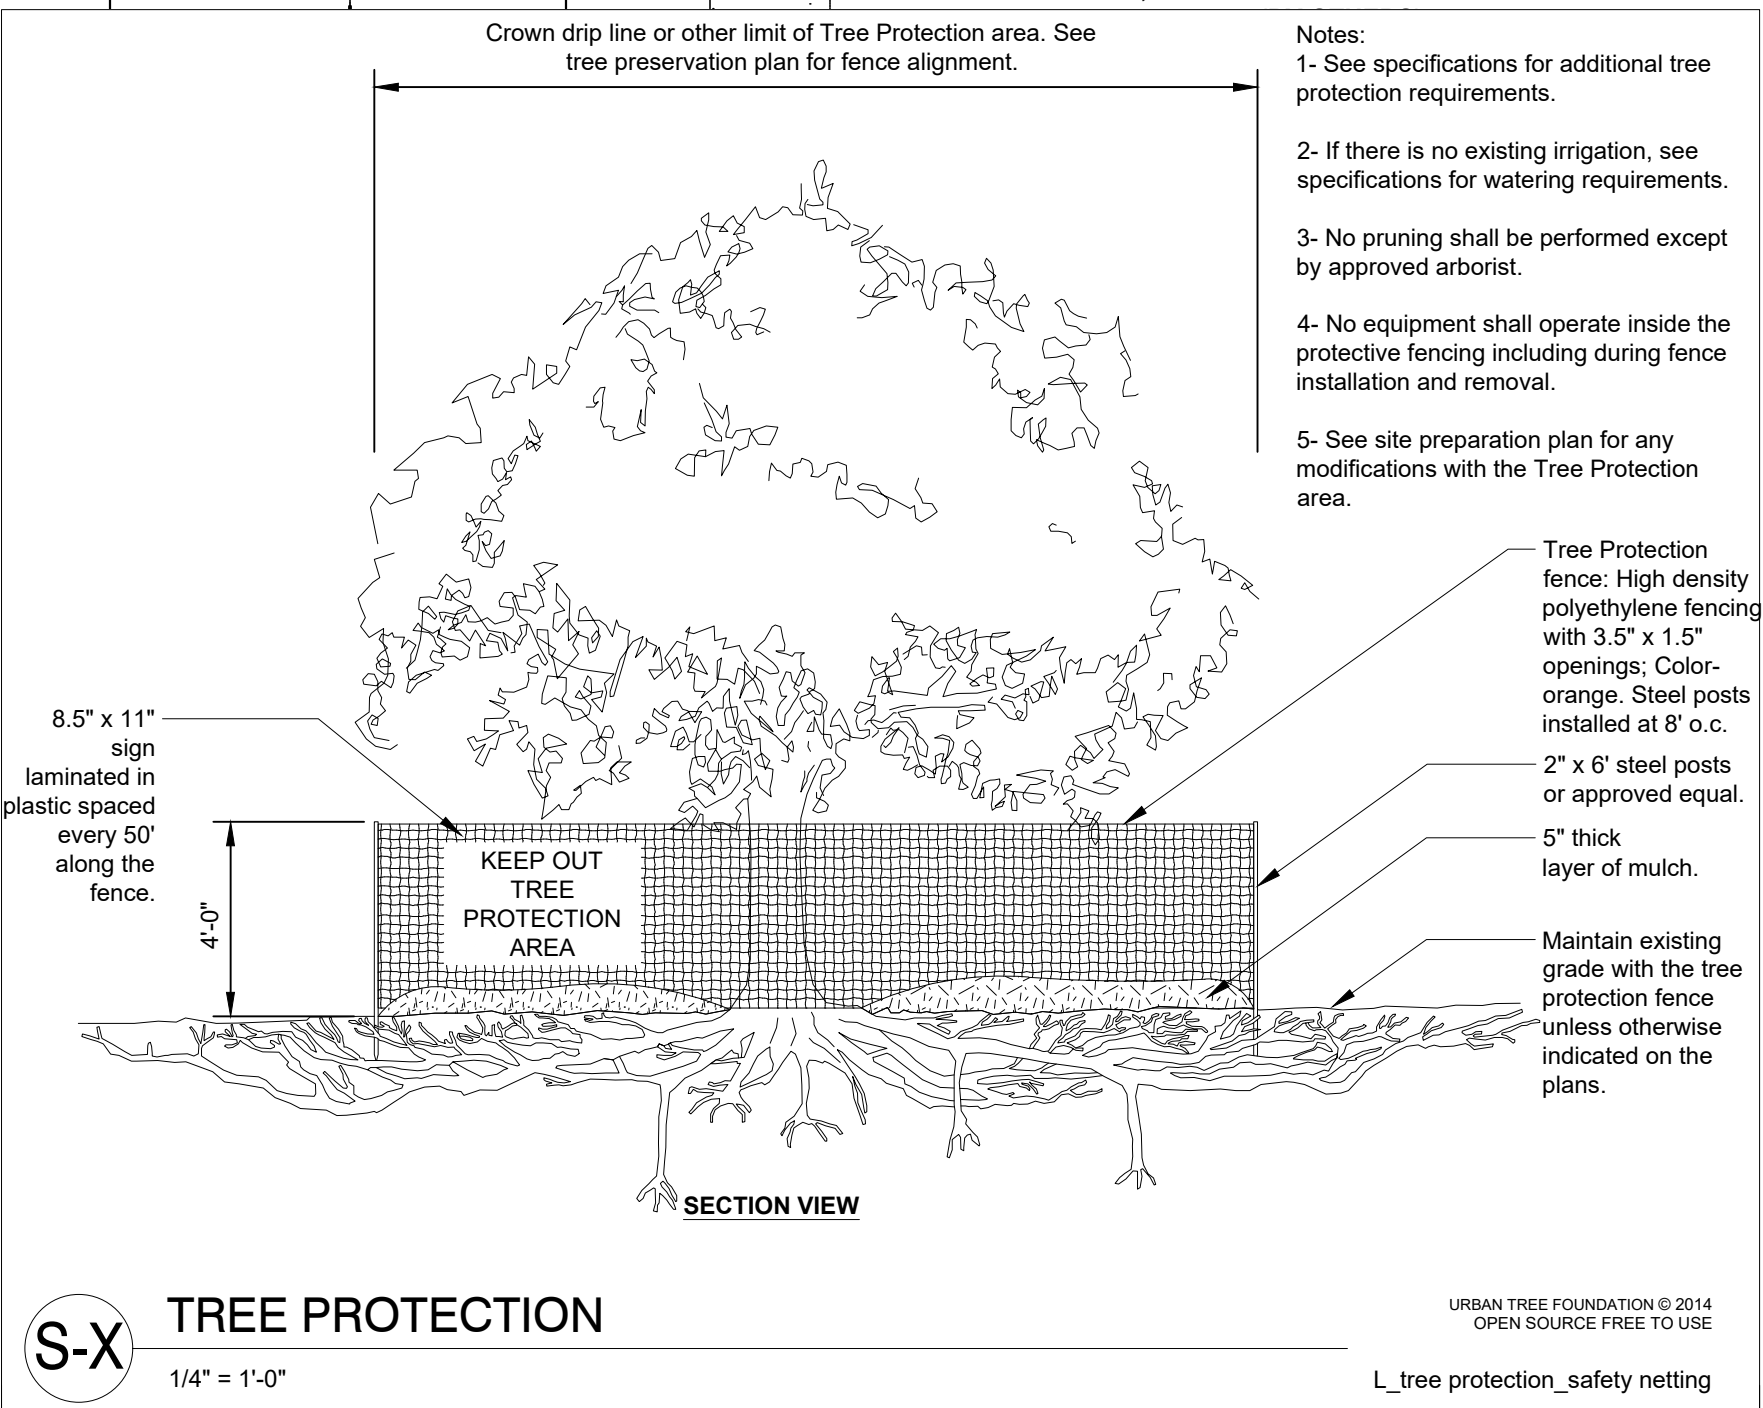 Crown drip line or other limit of Tree Protection area. See
tree preservation plan for fence alignment.
Notes:
1- See specifications for additional tree
protection requirements.
2- If there is no existing irrigation, see
specifications for watering requirements.
3- No pruning shall be performed except
by approved arborist.
4- No equipment shall operate inside the
protective fencing including during fence
installation and removal.
5- See site preparation plan for any
modifications with the Tree Protection
area.
Tree Protection
fence: High density
polyethylene fencing
with 3.5" x 1.5"
openings; Color-
orange. Steel posts
installed at 8' o.c.
2" x 6' steel posts
or approved equal.
5" thick
layer of mulch.
Maintain existing
grade with the tree
protection fence
unless otherwise
indicated on the
plans.
8.5" x 11"
sign
laminated in
plastic spaced
every 50'
along the
fence.
4'-0"
KEEP OUT
TREE
PROTECTION
AREA
SECTION VIEW
S-X
TREE PROTECTION
1/4" = 1'-0"
URBAN TREE FOUNDATION © 2014
OPEN SOURCE FREE TO USE
L_tree protection_safety netting